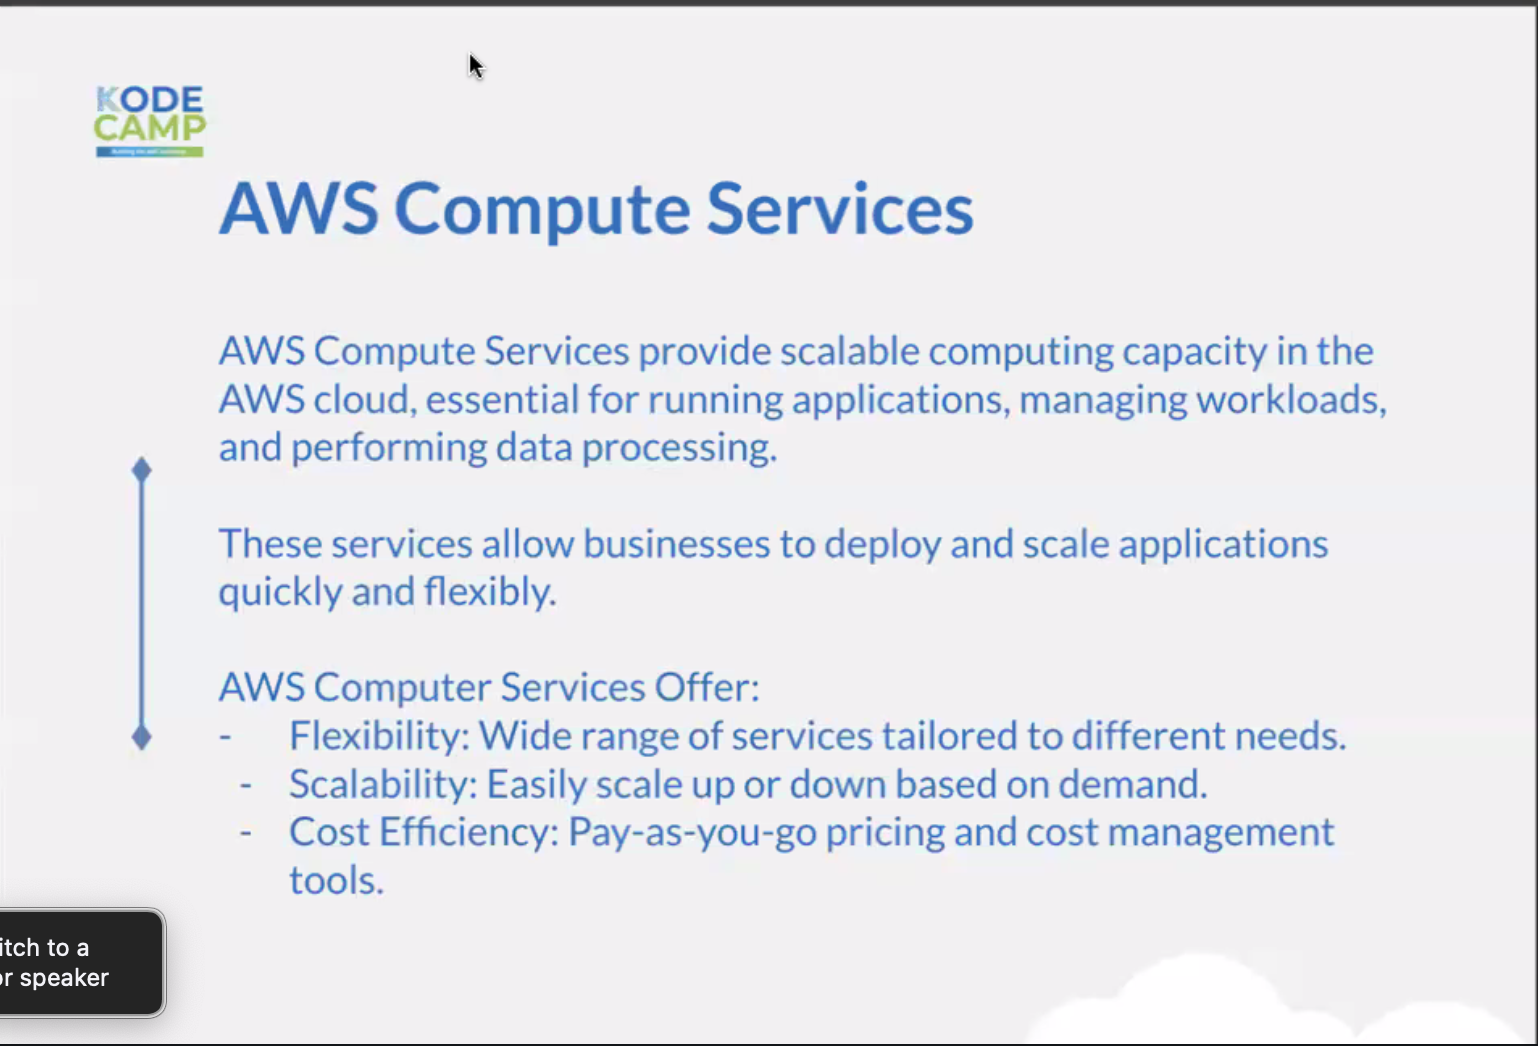 KODE
CAMP
AWS Compute Services
AWS Compute Services provide scalable computing capacity in the
AWS cloud, essential for running applications, managing workloads,
and performing data processing.
These services allow businesses to deploy and scale applications
quickly and flexibly.
AWS Computer Services Offer:
- Flexibility: Wide range of services tailored to different needs.
- Scalability: Easily scale up or down based on demand.
- Cost Efficiency: Pay-as-you-go pricing and cost management
tools.
itch to a
or speaker